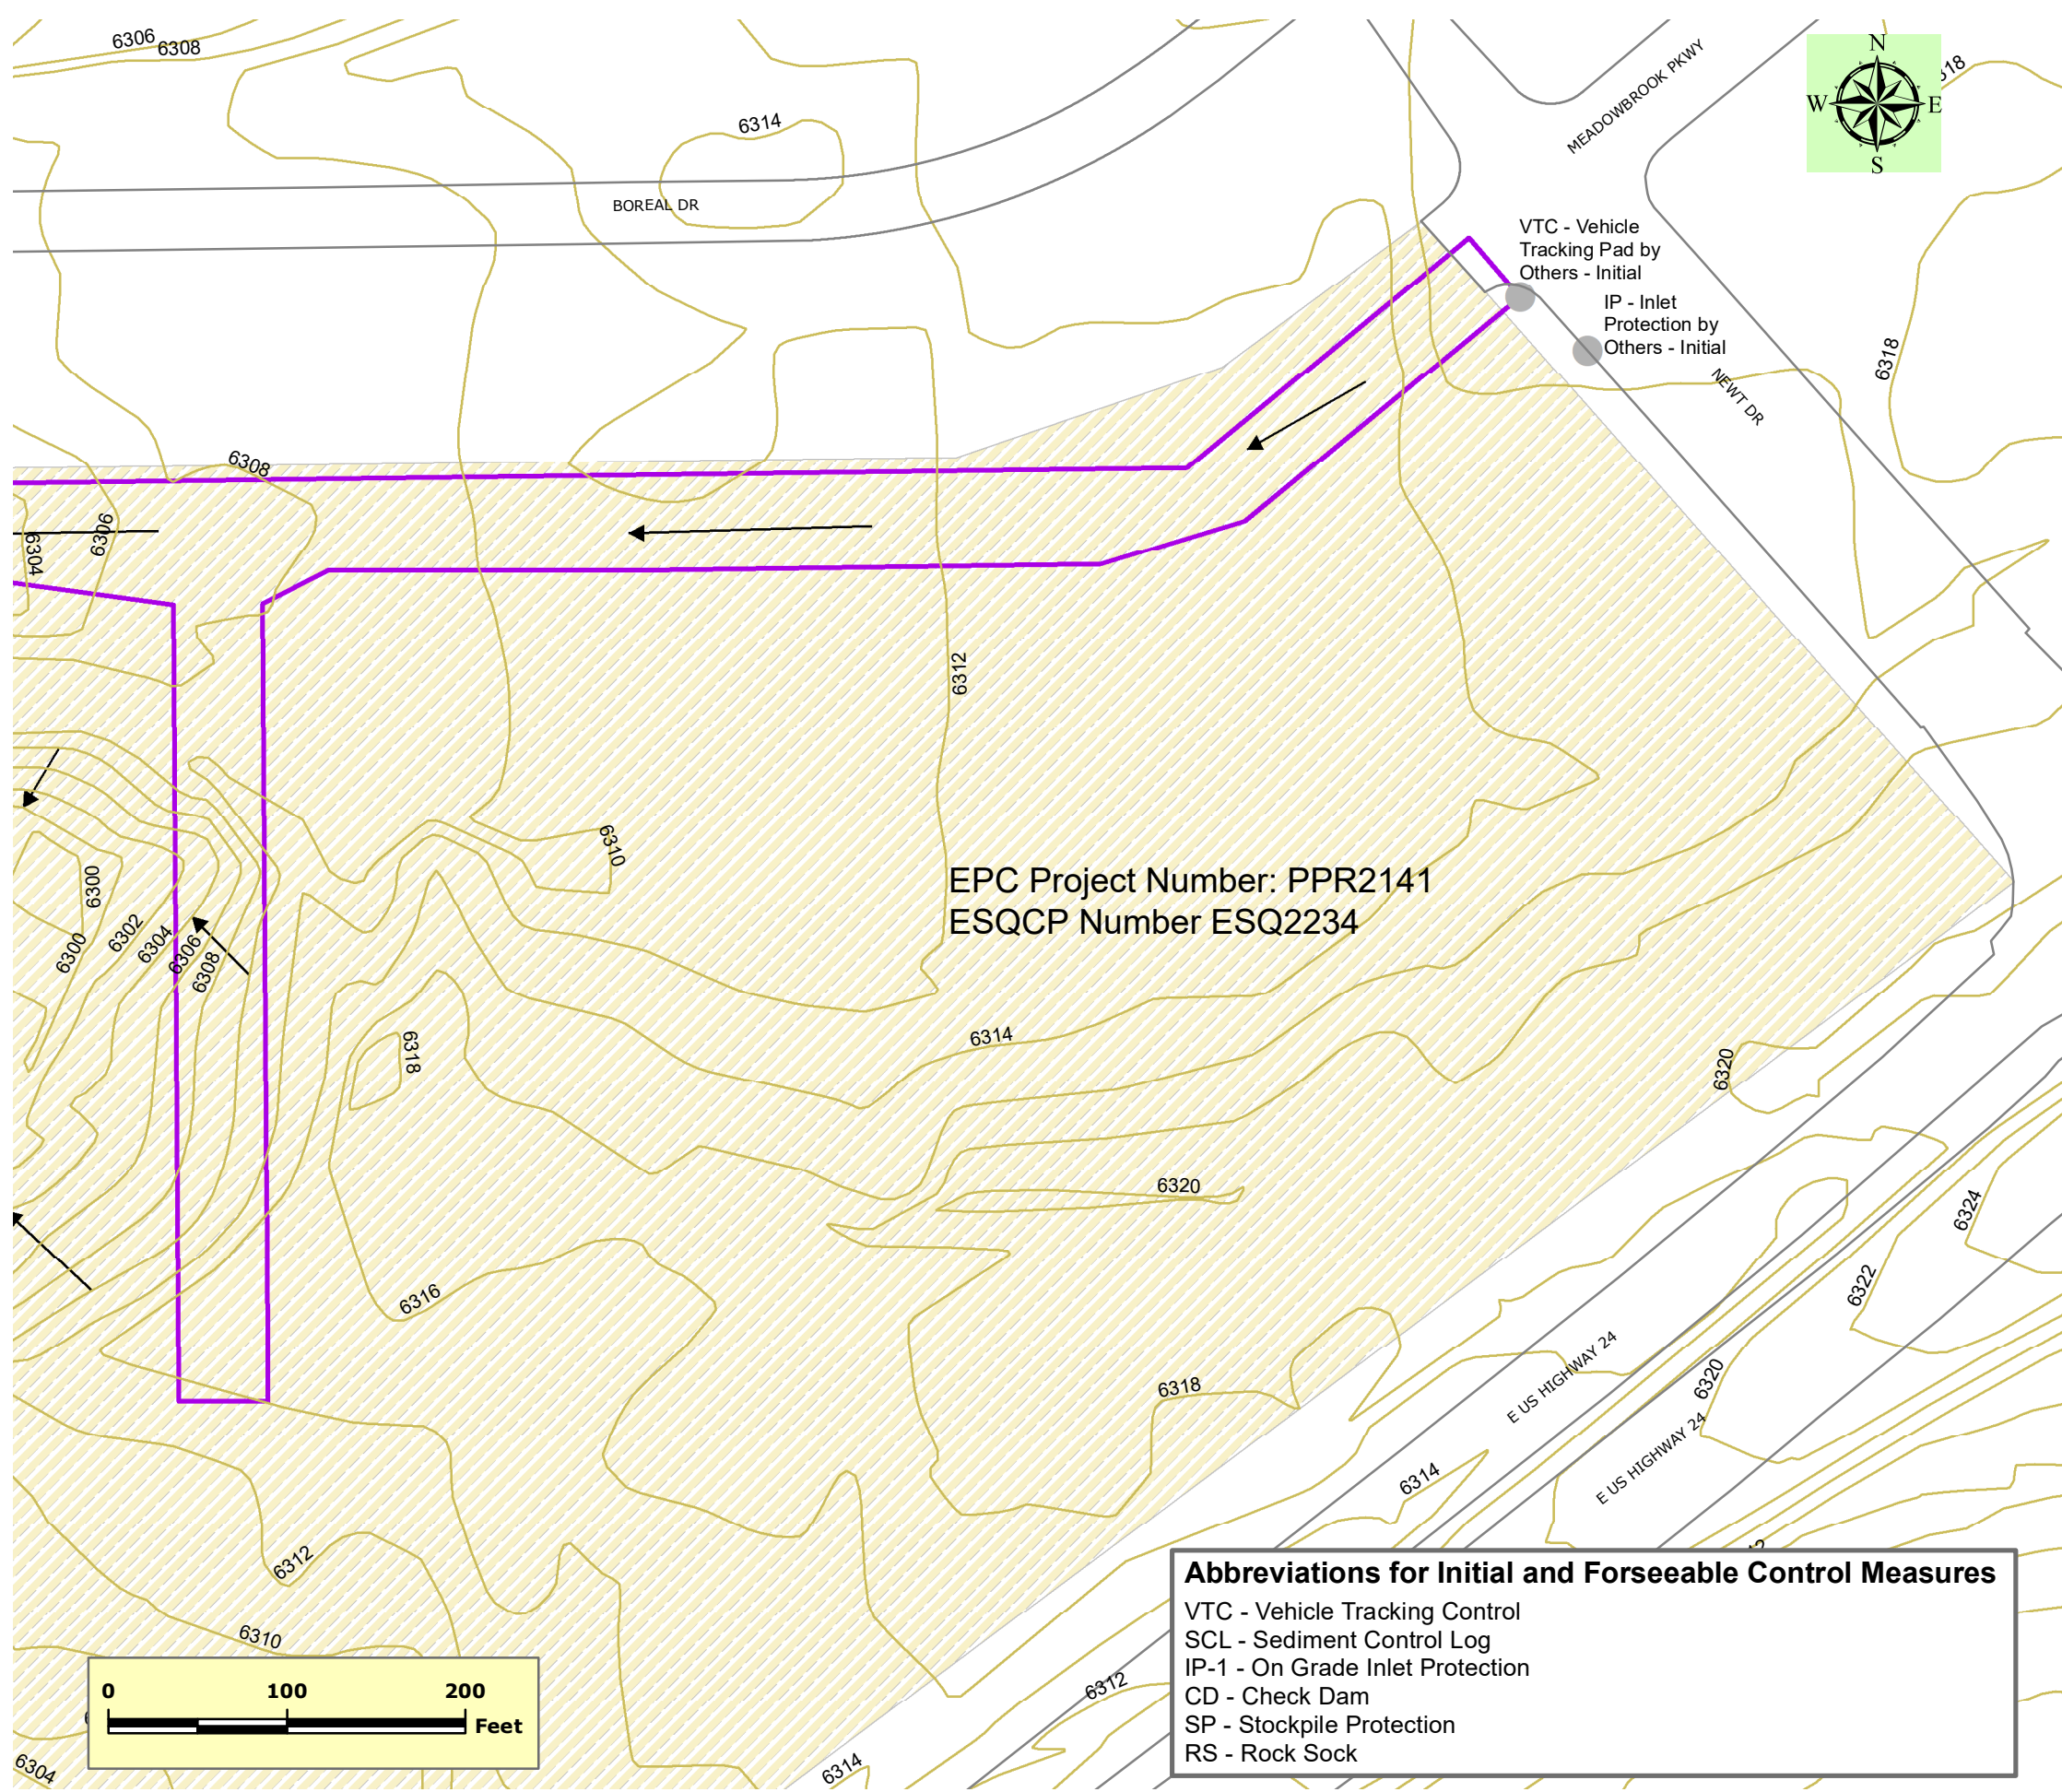 6306
6308
6314
BOREAL DR
MEADOWBROOK PKWY
N
W
E
S
VTC - Vehicle
Tracking Pad by
Others - Initial
IP - Inlet
Protection by
Others - Initial
NEWT DR
6318
6308
6306
6304
6312
6310
6300
6300
6302
6304
6306
6308
EPC Project Number: PPR2141
ESQCP Number ESQ2234
6314
6318
6320
6320
6316
6318
6324
6322
6320
E US HIGHWAY 24
E US HIGHWAY 24
6314
6312
6310
6312
6314
6304
0 100 200
Feet
Abbreviations for Initial and Forseeable Control Measures
VTC - Vehicle Tracking Control
SCL - Sediment Control Log
IP-1 - On Grade Inlet Protection
CD - Check Dam
SP - Stockpile Protection
RS - Rock Sock